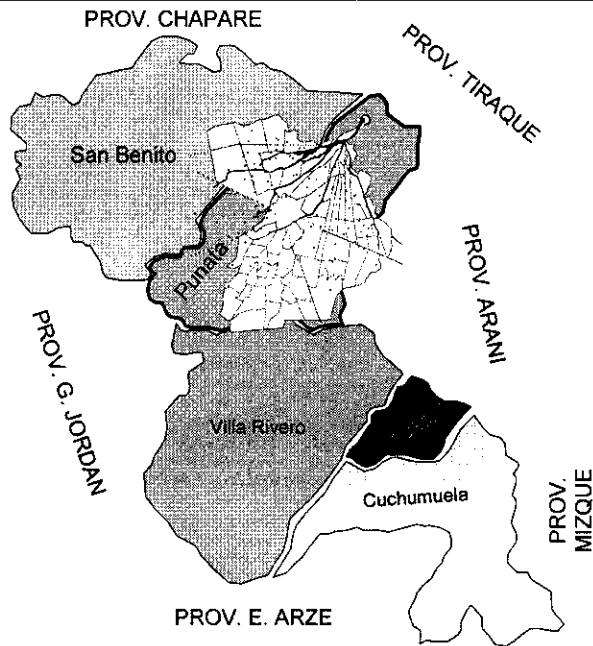 PROV. CHAPARE
PROV. TIRAQUE
San Benito
Punata
PROV. ARANI
PROV. G. JORDAN
Villa Rivero
Cuchumuela
PROV.
MIZQUE
PROV. E. ARZE